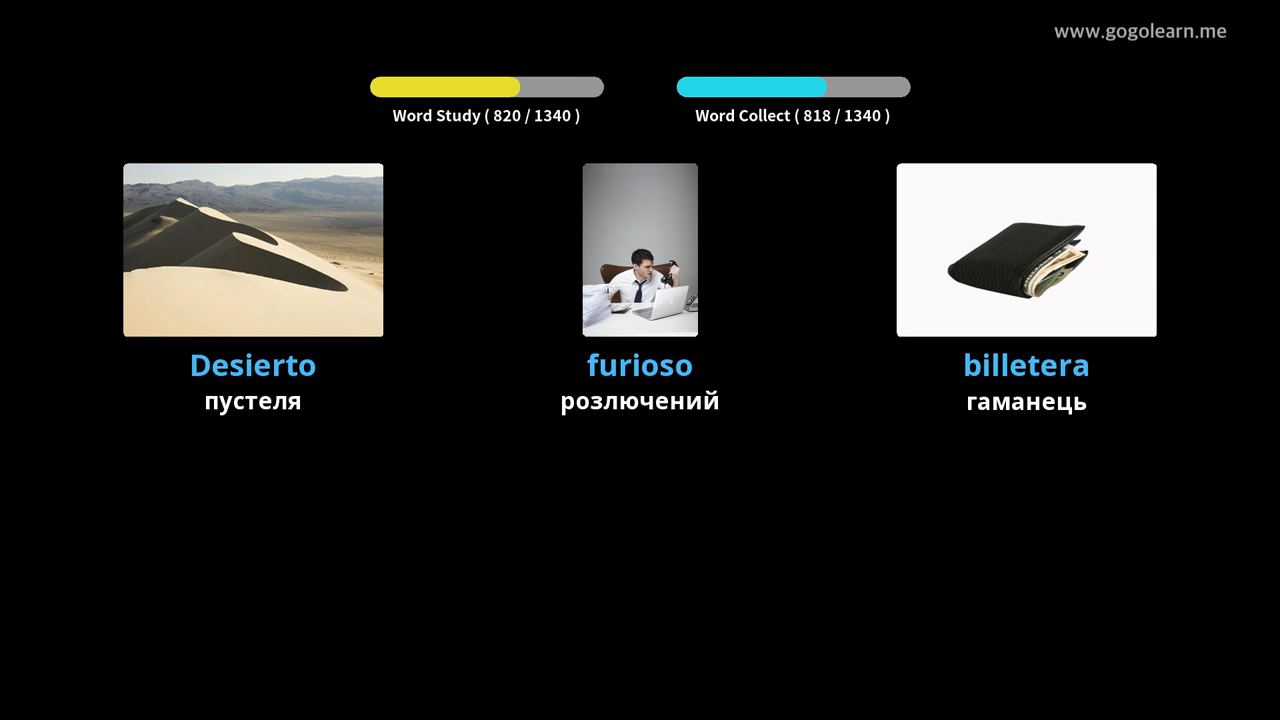 www.gogolearn.me
Word Study ( 820 / 1340 )
Word Collect ( 818 / 1340 )
Desierto
пустеля
furioso
розлючений
billetera
гаманець